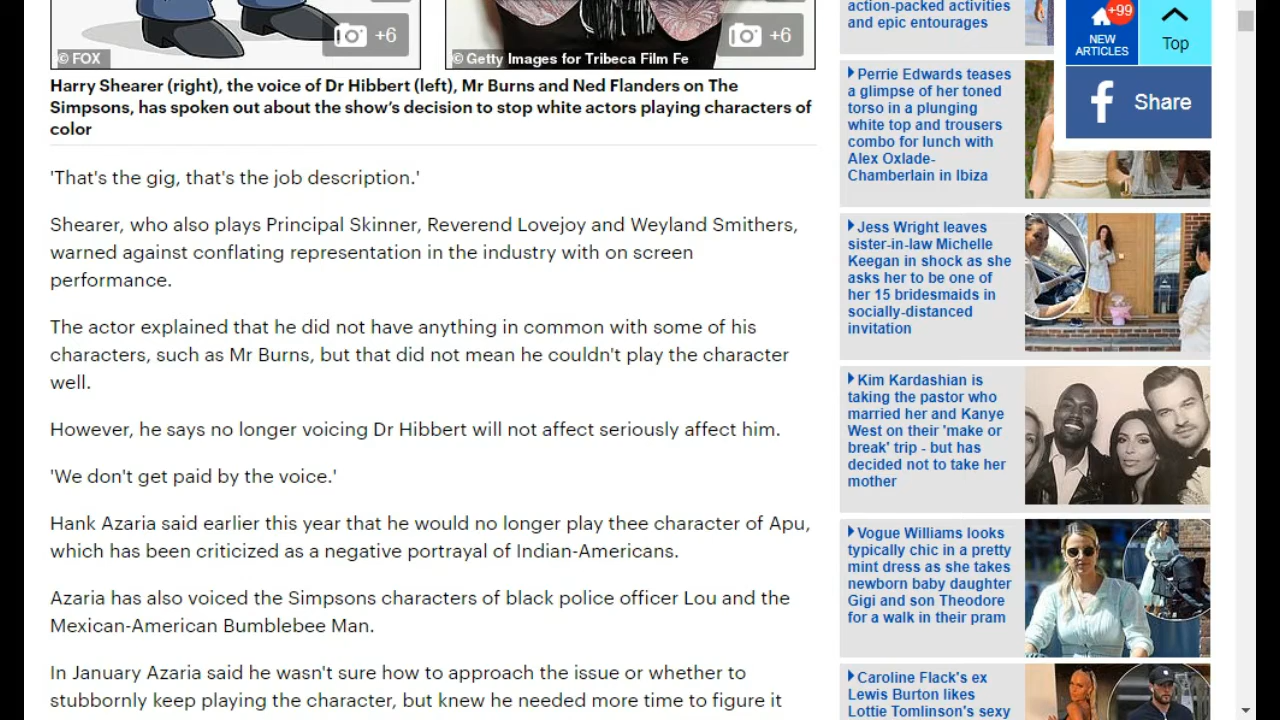 +6
© FOX
+6
© Getty Images for Tribeca Film Fe
Harry Shearer (right), the voice of Dr Hibbert (left), Mr Burns and Ned Flanders on The
Simpsons, has spoken out about the show's decision to stop white actors playing characters of
color
'That's the gig, that's the job description.'
Shearer, who also plays Principal Skinner, Reverend Lovejoy and Weyland Smithers,
warned against conflating representation in the industry with on screen
performance.
The actor explained that he did not have anything in common with some of his
characters, such as Mr Burns, but that did not mean he couldn't play the character
well.
However, he says no longer voicing Dr Hibbert will not affect seriously affect him.
'We don't get paid by the voice.'
Hank Azaria said earlier this year that he would no longer play thee character of Apu,
which has been criticized as a negative portrayal of Indian-Americans.
Azaria has also voiced the Simpsons characters of black police officer Lou and the
Mexican-American Bumblebee Man.
In January Azaria said he wasn't sure how to approach the issue or whether to
stubbornly keep playing the character, but knew he needed more time to figure it
action-packed activities
and epic entourages
Perrie Edwards teases
a glimpse of her toned
torso in a plunging
white top and trousers
combo for lunch with
Alex Oxlade-
Chamberlain in Ibiza
Jess Wright leaves
sister-in-law Michelle
Keegan in shock as she
asks her to be one of
her 15 bridesmaids in
socially-distanced
invitation
Kim Kardashian is
taking the pastor who
married her and Kanye
West on their 'make or
break' trip - but has
decided not to take her
mother
Vogue Williams looks
typically chic in a pretty
mint dress as she takes
newborn baby daughter
Gigi and son Theodore
for a walk in their pram
Caroline Flack's ex
Lewis Burton likes
Lottie Tomlinson's sexy
+99
NEW
ARTICLES
Top
f Share